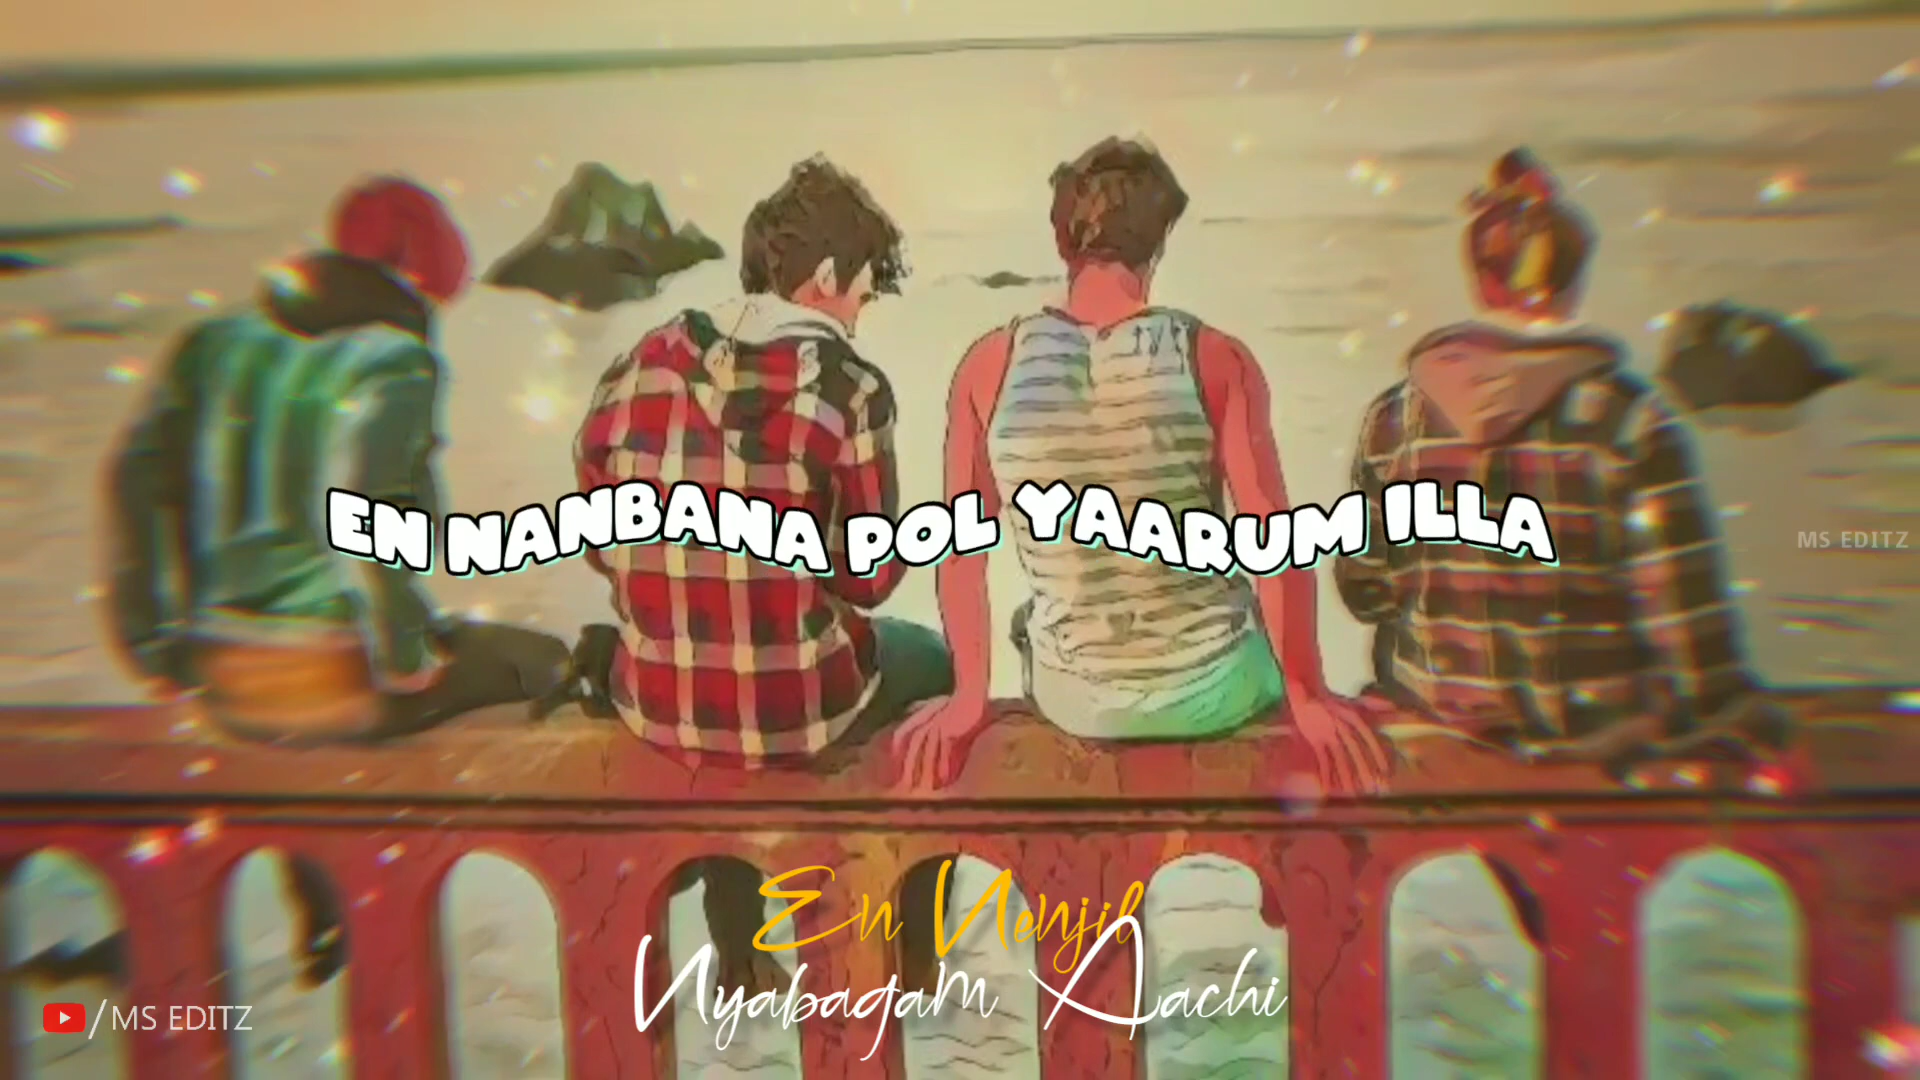 EN NANBANA POL YAARUM ILLA
MS EDITZ
En Nenjil
Nyabagam Aachi
/MS EDITZ